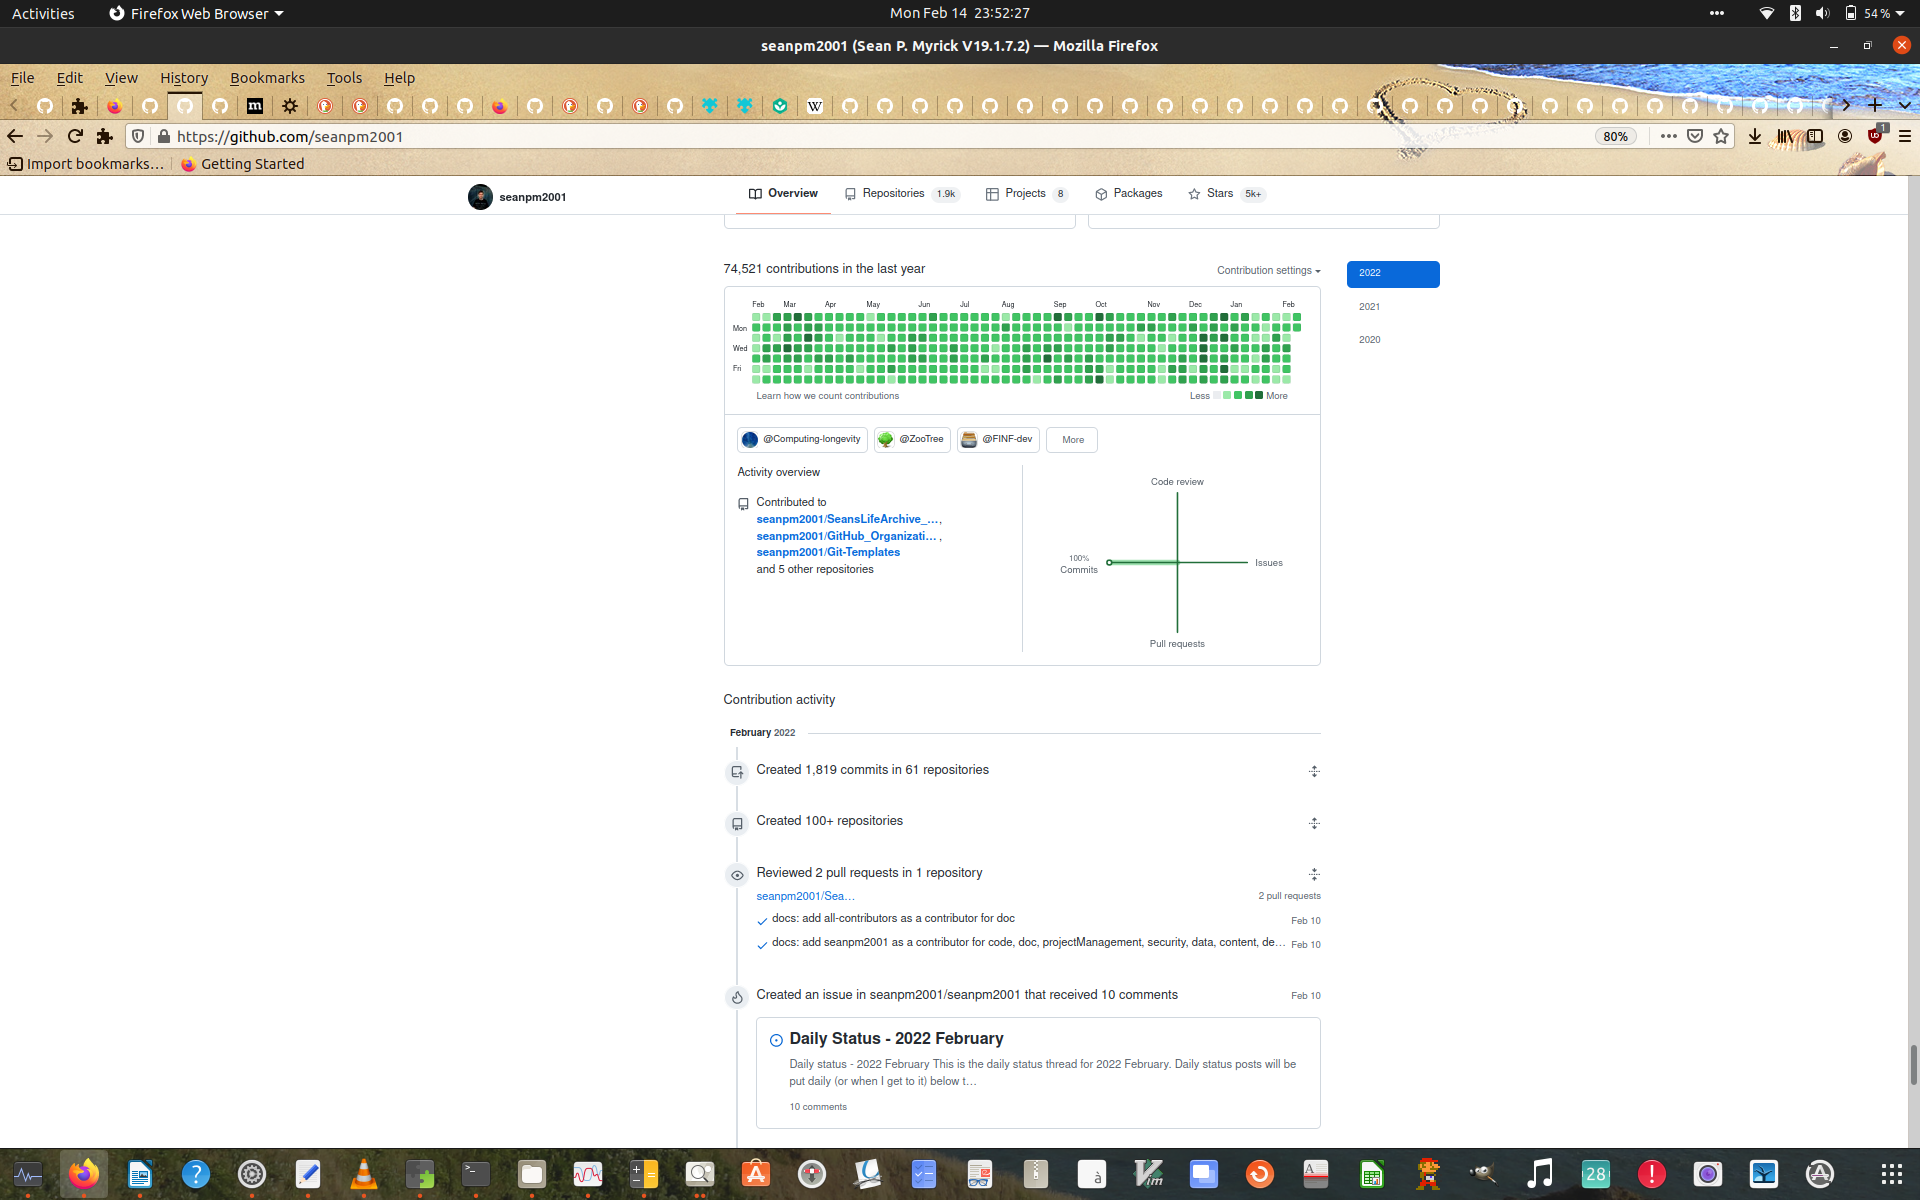 Activities
Firefox Web Browser
Mon Feb 14 23:52:27
54 %
seanpm2001 (Sean P. Myrick V19.1.7.2) — Mozilla Firefox
File Edit View History Bookmarks Tools Help
https://github.com/seanpm2001
80%
1
Import bookmarks…
Getting Started
seanpm2001
Overview
Repositories 1.9k
Projects 8
Packages
Stars 5k+
74,521 contributions in the last year
Contribution settings
2022
2021
2020
Feb Mar Apr May Jun Jul Aug Sep Oct Nov Dec Jan Feb
Mon
Wed
Fri
Learn how we count contributions
Less More
@Computing-longevity
@ZooTree
@FINF-dev
More
Activity overview
Contributed to
seanpm2001/SeansLifeArchive_…,
seanpm2001/GitHub_Organizati… ,
seanpm2001/Git-Templates
and 5 other repositories
Code review
100%
Commits
Issues
Pull requests
Contribution activity
February 2022
Created 1,819 commits in 61 repositories
Created 100+ repositories
Reviewed 2 pull requests in 1 repository
seanpm2001/Sea…
2 pull requests
docs: add all-contributors as a contributor for doc
Feb 10
docs: add seanpm2001 as a contributor for code, doc, projectManagement, security, data, content, de…
Feb 10
Created an issue in seanpm2001/seanpm2001 that received 10 comments
Feb 10
Daily Status - 2022 February
Daily status - 2022 February This is the daily status thread for 2022 February. Daily status posts will be
put daily (or when I get to it) below t…
10 comments
28